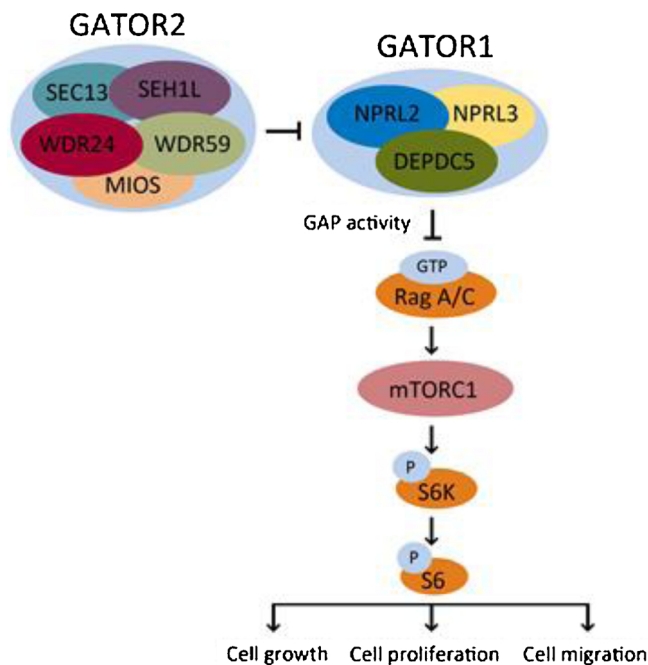 GATOR2
GATOR1
SEC13
SEH1L
WDR24
WDR59
MIOS
NPRL2
NPRL3
DEPDC5
GAP activity
GTP
Rag A/C
mTORC1
P
S6K
P
S6
Cell growth
Cell proliferation
Cell migration